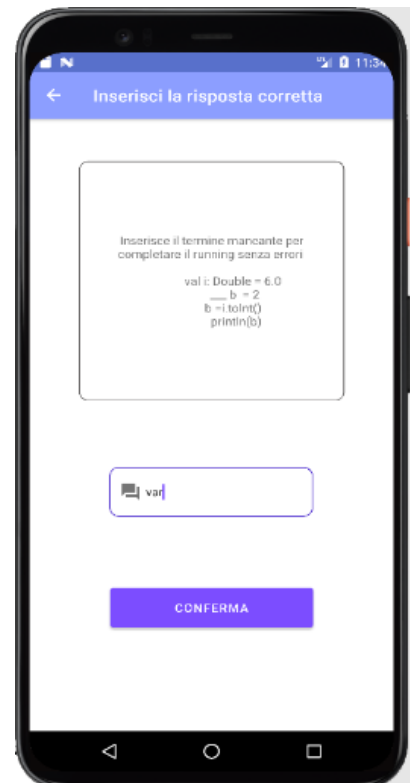 11:34
Inserisci la risposta corretta
Inserisce il termine mancante per
completare il running senza errori
val i: Double = 6.0
___ b = 2
b =i.toInt()
println(b)
var
CONFERMA